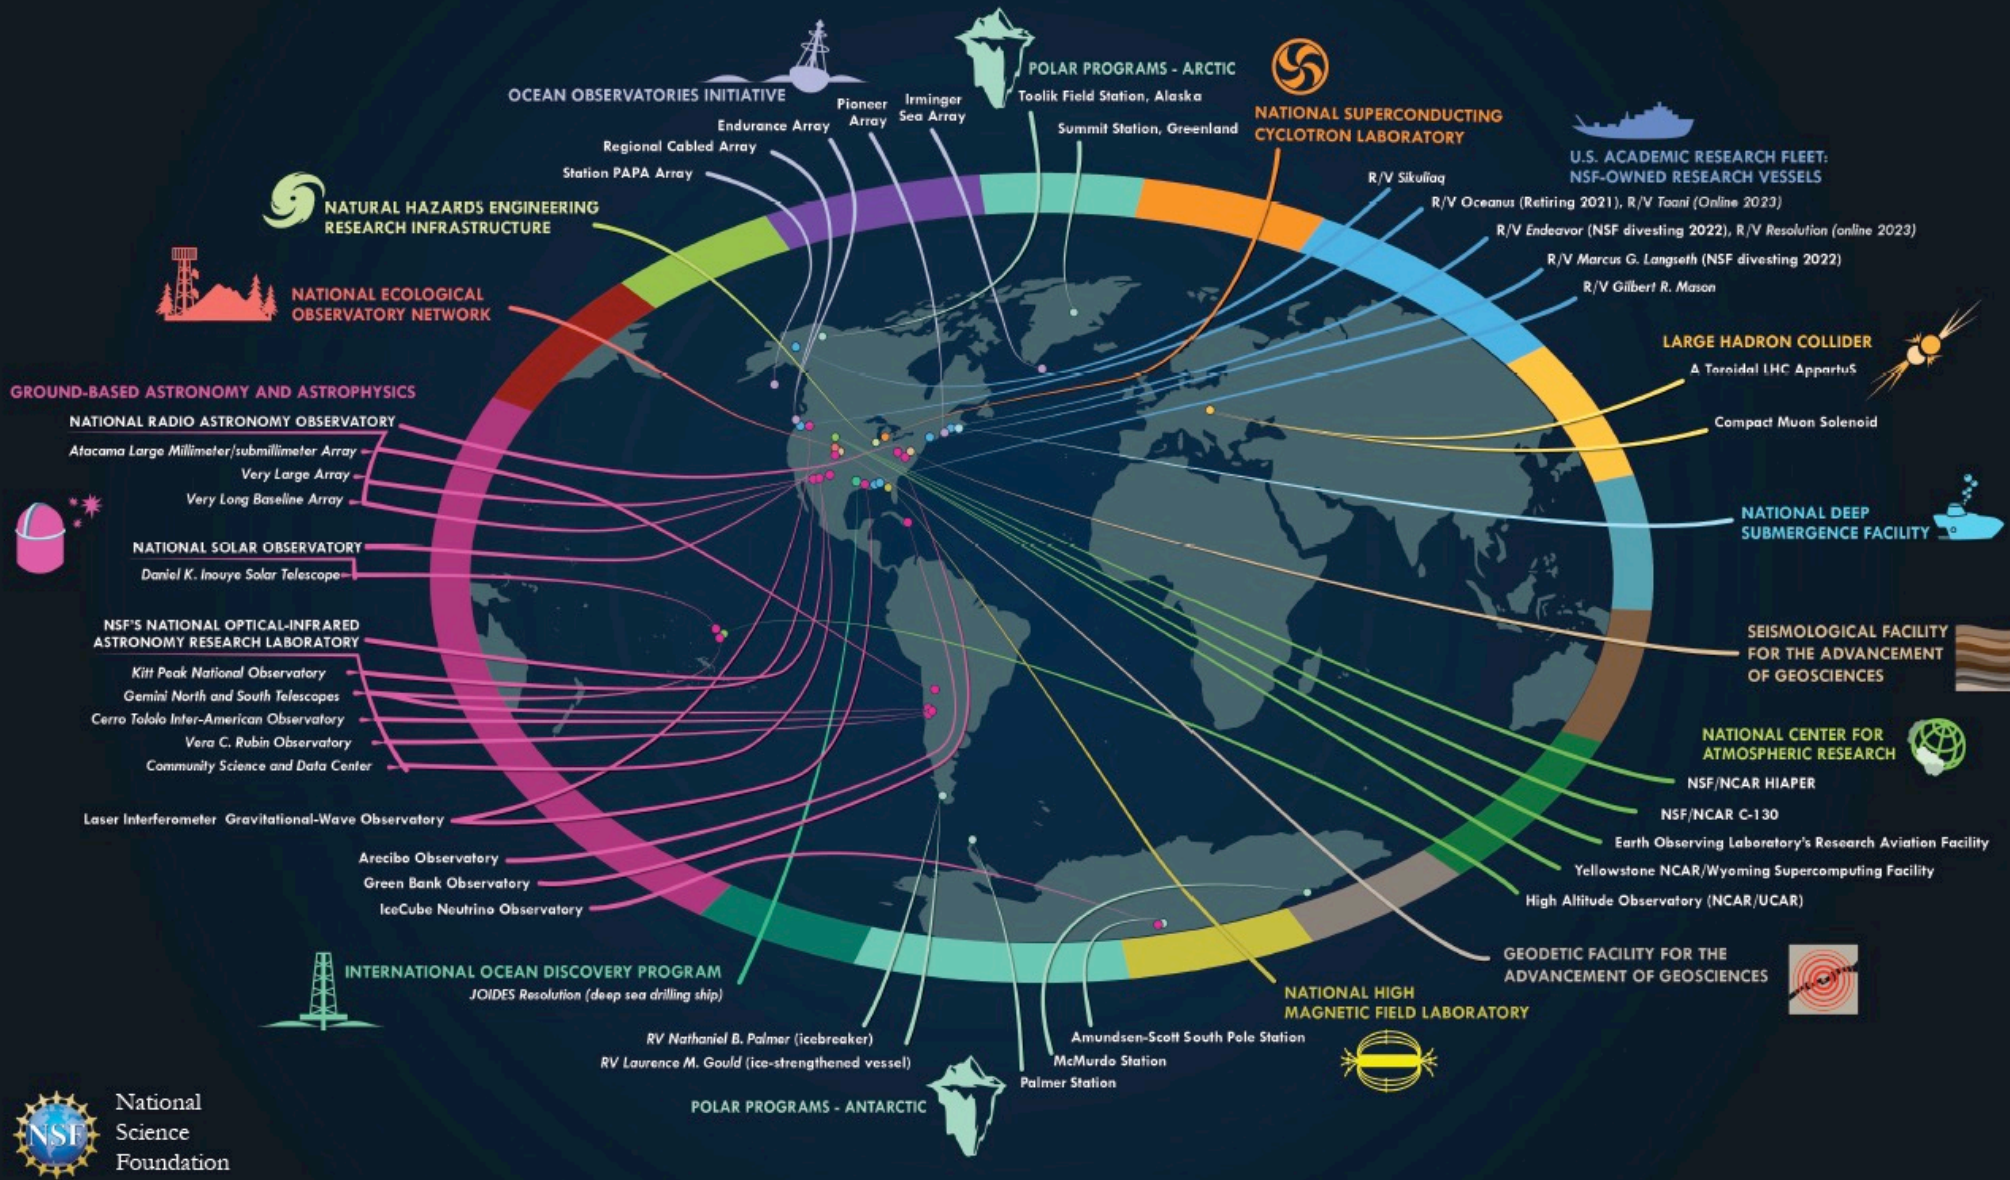 OCEAN OBSERVATORIES INITIATIVE
Station PAPA Array
Regional Cabled Array
Endurance Array
Pioneer
Array
Irminger
Sea Array
POLAR PROGRAMS - ARCTIC
Toolik Field Station, Alaska
Summit Station, Greenland
NATIONAL SUPERCONDUCTING
CYCLOTRON LABORATORY
U.S. ACADEMIC RESEARCH FLEET:
NSF-OWNED RESEARCH VESSELS
R/V Sikuliaq
R/V Oceanus (Retiring 2021), R/V Taani (Online 2023)
R/V Endeavor (NSF divesting 2022), R/V Resolution (online 2023)
R/V Marcus G. Langseth (NSF divesting 2022)
R/V Gilbert R. Mason
LARGE HADRON COLLIDER
A Toroidal LHC AppartuS
Compact Muon Solenoid
NATIONAL DEEP
SUBMERGENCE FACILITY
SEISMOLOGICAL FACILITY
FOR THE ADVANCEMENT
OF GEOSCIENCES
NATIONAL CENTER FOR
ATMOSPHERIC RESEARCH
NSF/NCAR HIAPER
NSF/NCAR C-130
Earth Observing Laboratory's Research Aviation Facility
Yellowstone NCAR/Wyoming Supercomputing Facility
High Altitude Observatory (NCAR/UCAR)
GEODETIC FACILITY FOR THE
ADVANCEMENT OF GEOSCIENCES
NATIONAL HIGH
MAGNETIC FIELD LABORATORY
Amundsen-Scott South Pole Station
McMurdo Station
Palmer Station
RV Nathaniel B. Palmer (icebreaker)
RV Laurence M. Gould (ice-strengthened vessel)
POLAR PROGRAMS - ANTARCTIC
INTERNATIONAL OCEAN DISCOVERY PROGRAM
JOIDES Resolution (deep sea drilling ship)
NATURAL HAZARDS ENGINEERING
RESEARCH INFRASTRUCTURE
NATIONAL ECOLOGICAL
OBSERVATORY NETWORK
GROUND-BASED ASTRONOMY AND ASTROPHYSICS
NATIONAL RADIO ASTRONOMY OBSERVATORY
Atacama Large Millimeter/submillimeter Array
Very Large Array
Very Long Baseline Array
NATIONAL SOLAR OBSERVATORY
Daniel K. Inouye Solar Telescope
NSF'S NATIONAL OPTICAL-INFRARED
ASTRONOMY RESEARCH LABORATORY
Kitt Peak National Observatory
Gemini North and South Telescopes
Cerro Tololo Inter-American Observatory
Vera C. Rubin Observatory
Community Science and Data Center
Laser Interferometer Gravitational-Wave Observatory
Arecibo Observatory
Green Bank Observatory
IceCube Neutrino Observatory
NSF
National
Science
Foundation